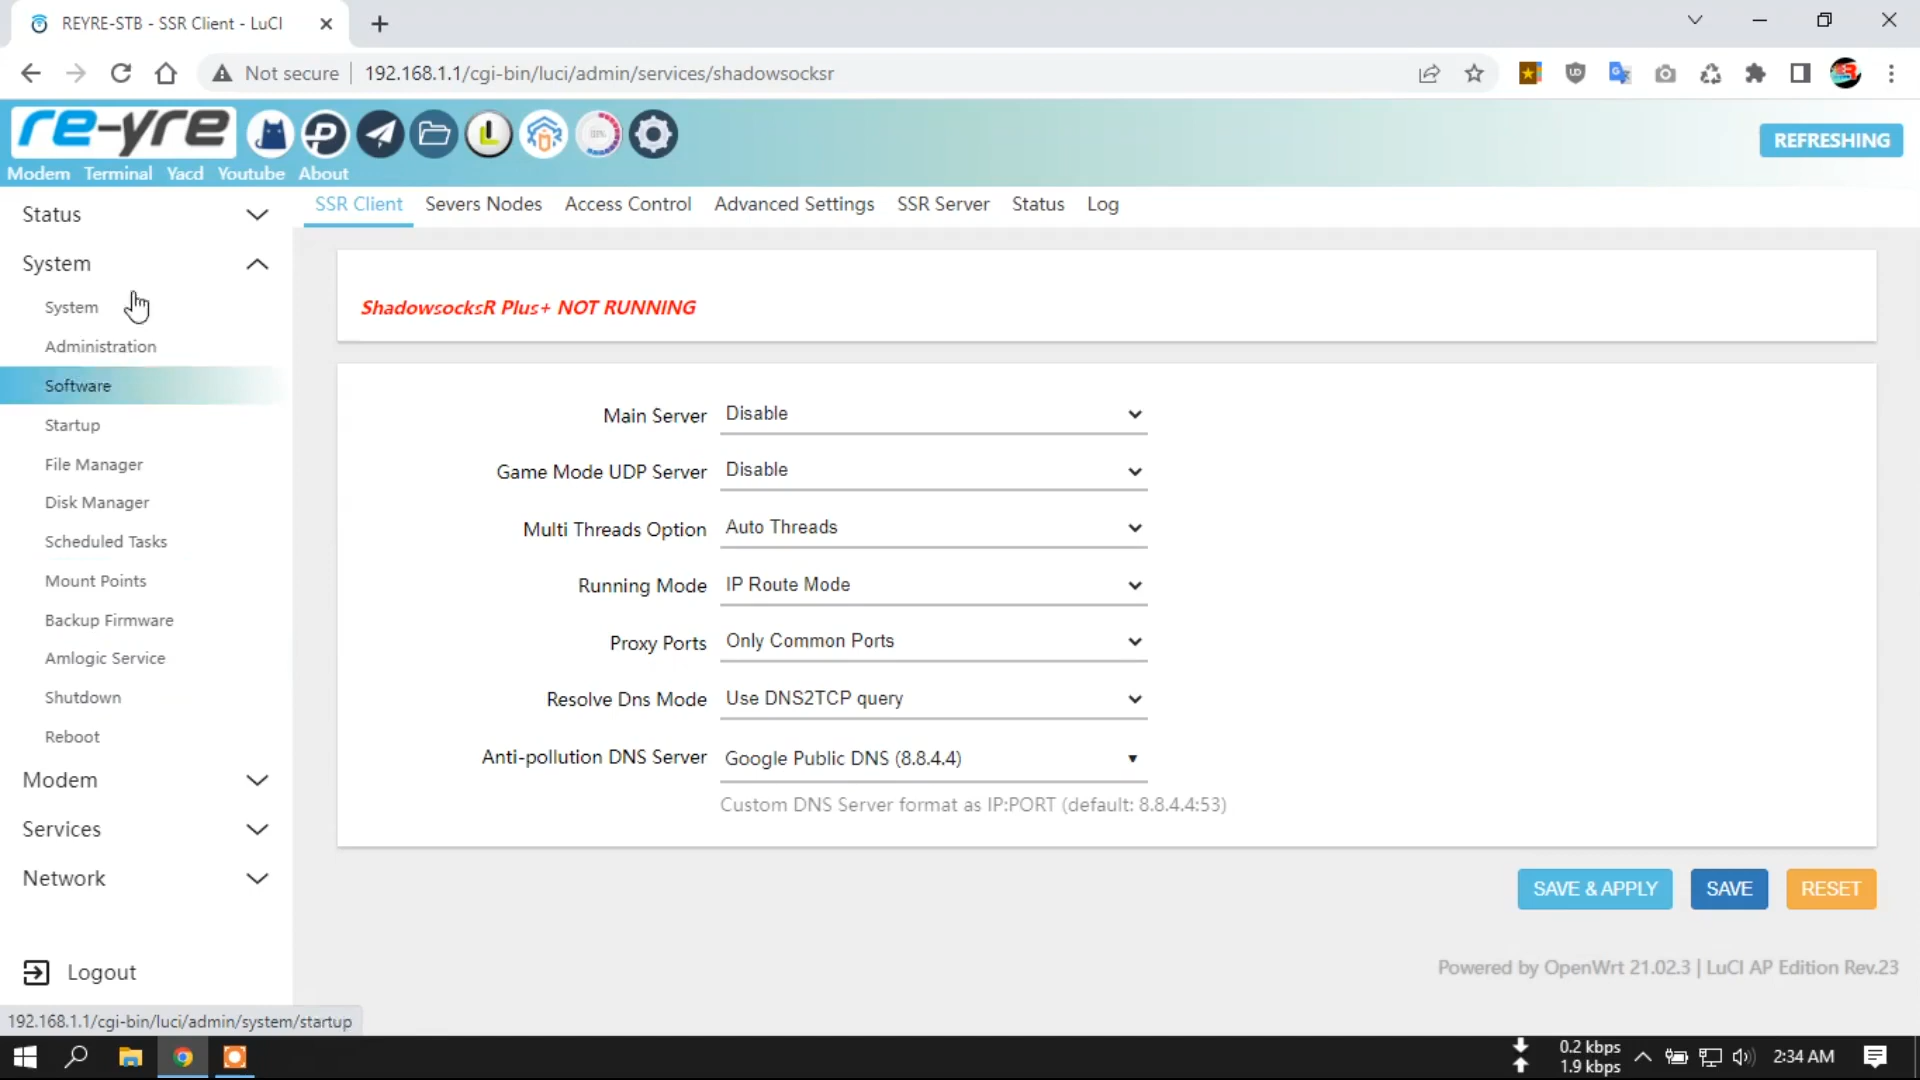 REYRE-STB - SSR Client - LuCI
Not secure
192.168.1.1/cgi-bin/luci/admin/services/shadowsocksr
re-yre
REFRESHING
Modem Terminal Yacd Youtube About
Status
System
System
Administration
Software
Startup
File Manager
Disk Manager
Scheduled Tasks
Mount Points
Backup Firmware
Amlogic Service
Shutdown
Reboot
Modem
Services
Network
Logout
SSR Client Severs Nodes Access Control Advanced Settings SSR Server Status Log
ShadowsocksR Plus+ NOT RUNNING
Main Server Disable
Game Mode UDP Server Disable
Multi Threads Option Auto Threads
Running Mode IP Route Mode
Proxy Ports Only Common Ports
Resolve Dns Mode Use DNS2TCP query
Anti-pollution DNS Server Google Public DNS (8.8.4.4)
Custom DNS Server format as IP:PORT (default: 8.8.4.4:53)
SAVE & APPLY SAVE RESET
Powered by OpenWrt 21.02.3 | LuCI AP Edition Rev.23
192.168.1.1/cgi-bin/luci/admin/system/startup
0.2 kbps
1.9 kbps
2:34 AM